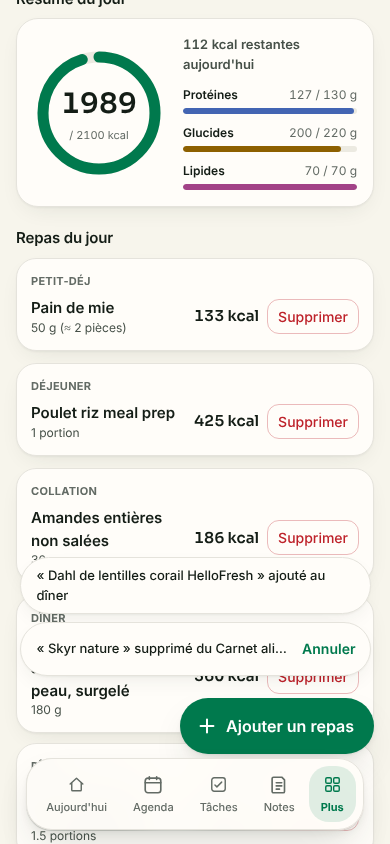 Résumé du jour
1989
/ 2100 kcal
112 kcal restantes
aujourd'hui
Protéines 127 / 130 g
Glucides 200 / 220 g
Lipides 70 / 70 g
Repas du jour
PETIT-DÉJ
Pain de mie
50 g (≈ 2 pièces)
133 kcal
Supprimer
DÉJEUNER
Poulet riz meal prep
1 portion
425 kcal
Supprimer
COLLATION
Amandes entières
non salées
186 kcal
Supprimer
« Dahl de lentilles corail HelloFresh » ajouté au
dîner
DÎNER
« Skyr nature » supprimé du Carnet ali...
Annuler
peau, surgelé
180 g
kcal
Supprimer
Ajouter un repas
Aujourd'hui
Agenda
Tâches
Notes
Plus
1.5 portions